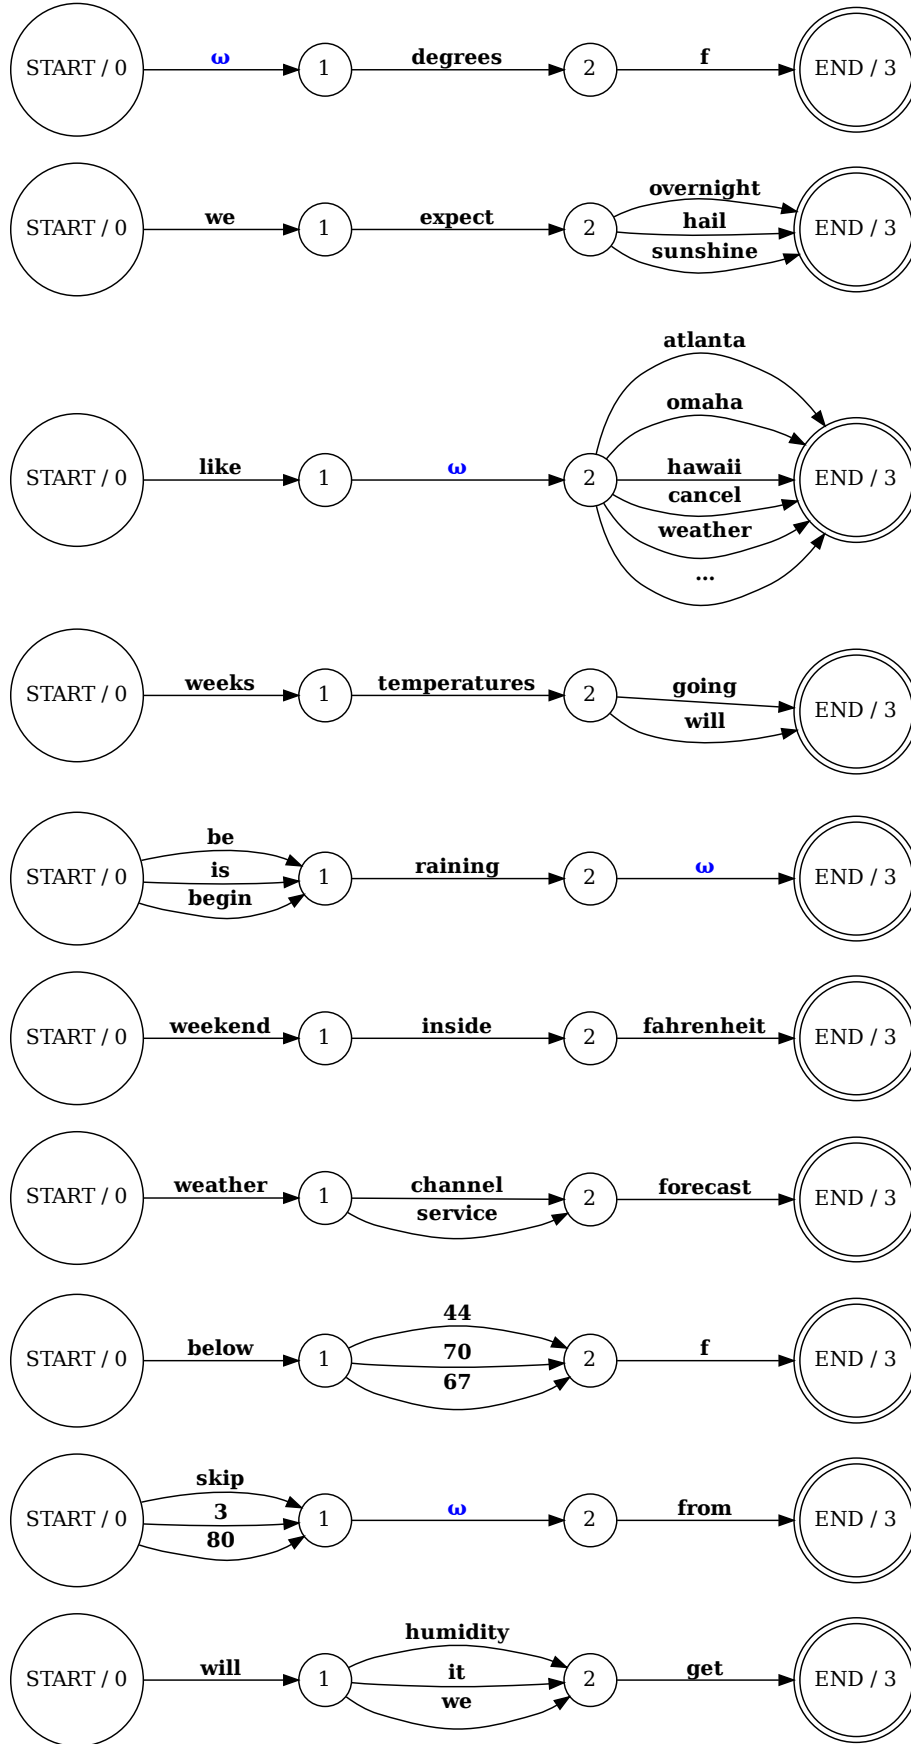 START / 0 ω 1 degrees 2 f END / 3
START / 0 we 1 expect 2 overnight hail sunshine END / 3
START / 0 like 1 ω 2 atlanta omaha hawaii cancel weather ... END / 3
START / 0 weeks 1 temperatures 2 going will END / 3
START / 0 be is begin 1 raining 2 ω END / 3
START / 0 weekend 1 inside 2 fahrenheit END / 3
START / 0 weather 1 channel service 2 forecast END / 3
START / 0 below 1 44 70 67 2 f END / 3
START / 0 skip 3 80 1 ω 2 from END / 3
START / 0 will 1 humidity it we 2 get END / 3